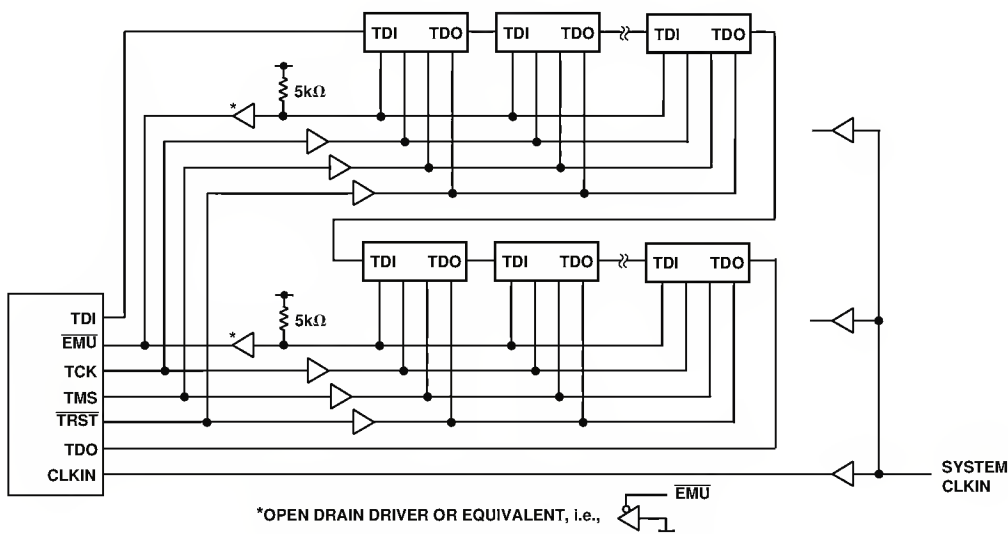 TDI TDO TDI TDO TDI TDO
5kΩ
*
TDI TDO TDI TDO TDI TDO
5kΩ
*
TDI
EMU
TCK
TMS
TRST
TDO
CLKIN
SYSTEM
CLKIN
*OPEN DRAIN DRIVER OR EQUIVALENT, i.e.,
EMU